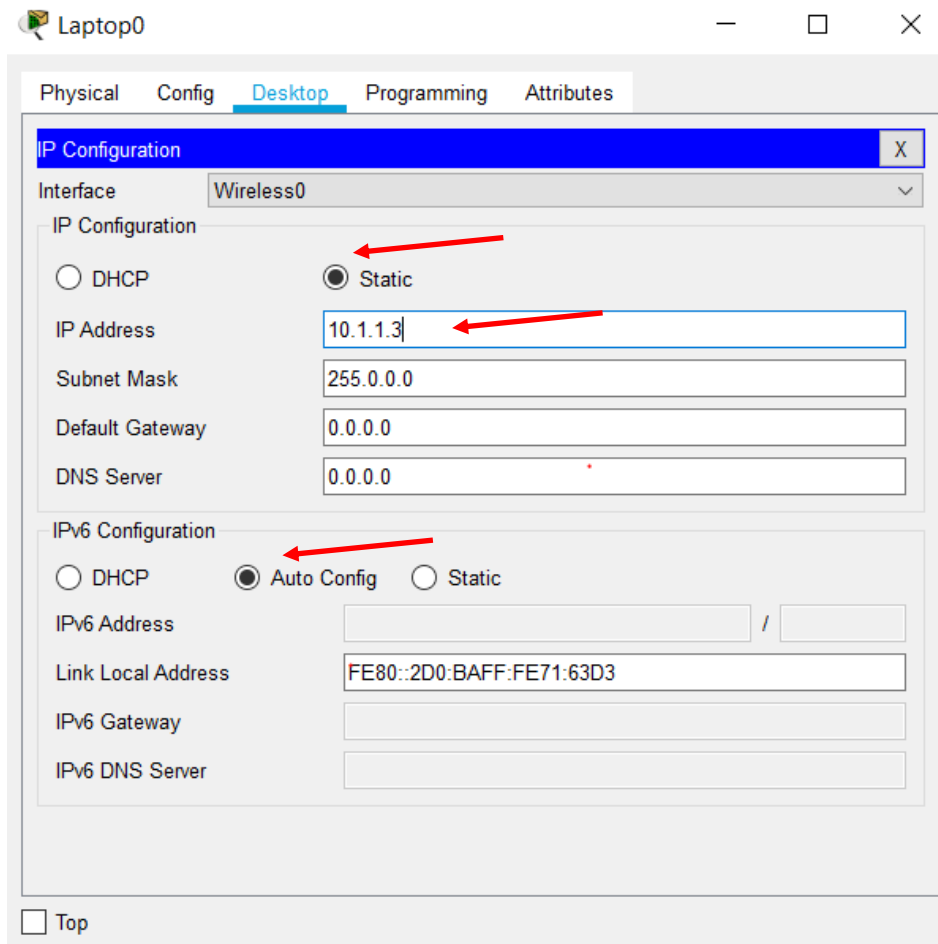 Laptop0
Physical Config Desktop Programming Attributes
IP Configuration X
Interface Wireless0
IP Configuration
DHCP Static
IP Address 10.1.1.3
Subnet Mask 255.0.0.0
Default Gateway 0.0.0.0
DNS Server 0.0.0.0
IPv6 Configuration
DHCP Auto Config Static
IPv6 Address /
Link Local Address FE80::2D0:BAFF:FE71:63D3
IPv6 Gateway
IPv6 DNS Server
Top